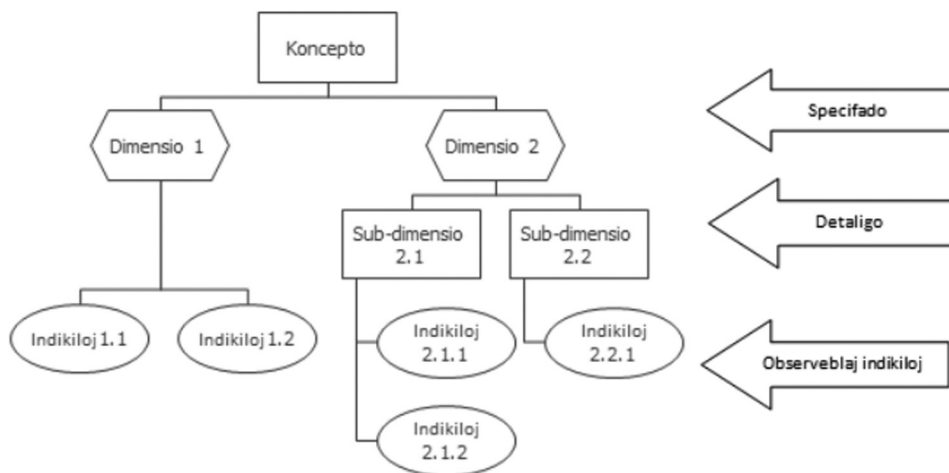 Koncepto
Specifado
Dimensio 1
Dimensio 2
Sub-dimensio
2.1
Sub-dimensio
2.2
Detaligo
Indikiloj 1.1
Indikiloj 1.2
Indikiloj
2.1.1
Indikiloj
2.2.1
Observeblaj indikiloj
Indikiloj
2.1.2